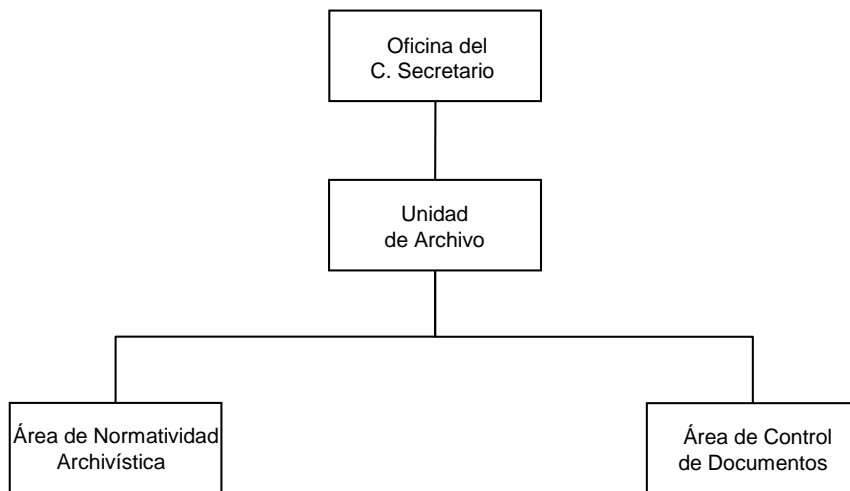 Oficina del
C. Secretario
Unidad
de Archivo
Área de Normatividad
Archivística
Área de Control
de Documentos